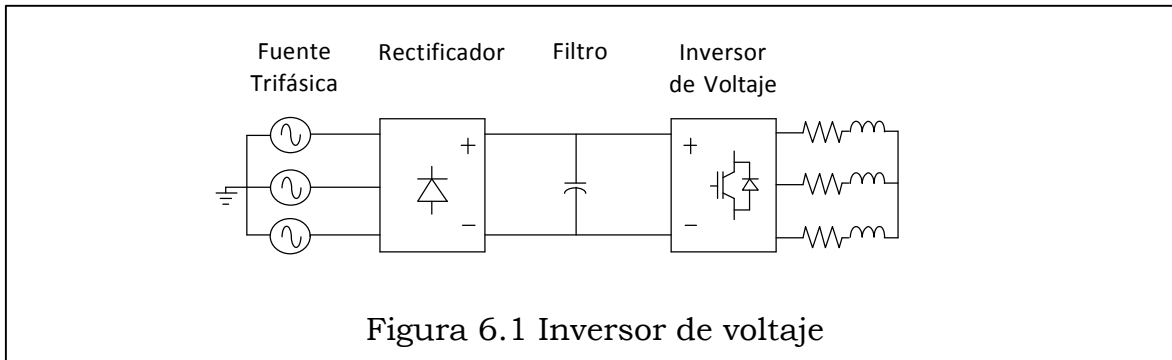 Fuente Trifásica
Rectificador
Filtro
Inversor de Voltaje
+
−
+
−
Figura 6.1 Inversor de voltaje